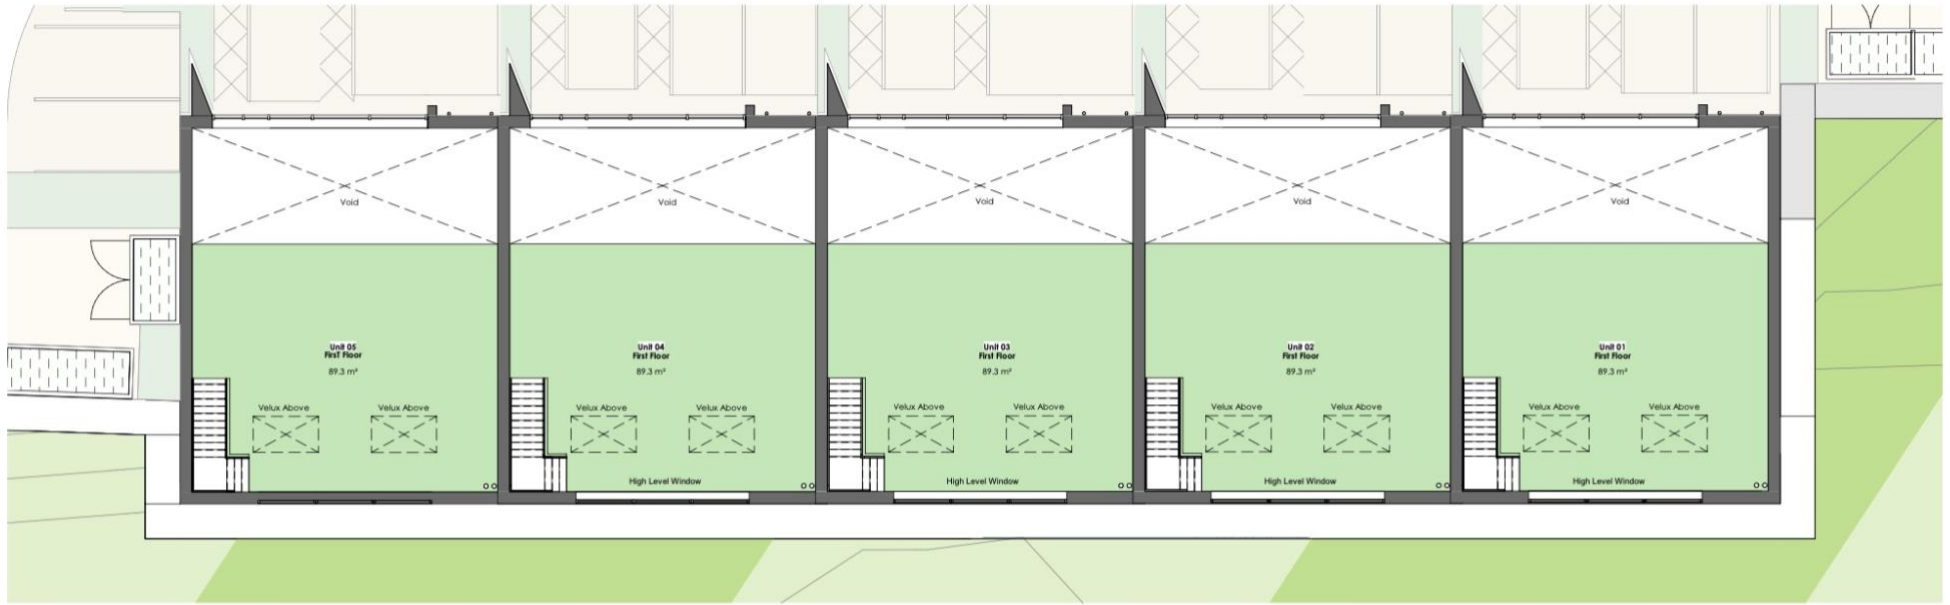 Void
Void
Void
Void
Void
Unit 05
First Floor
89.3 m²
Unit 04
First Floor
89.3 m²
Unit 03
First Floor
89.3 m²
Unit 02
First Floor
89.3 m²
Unit 01
First Floor
89.3 m²
Velux Above
Velux Above
Velux Above
Velux Above
Velux Above
Velux Above
Velux Above
Velux Above
Velux Above
Velux Above
High Level Window
High Level Window
High Level Window
High Level Window